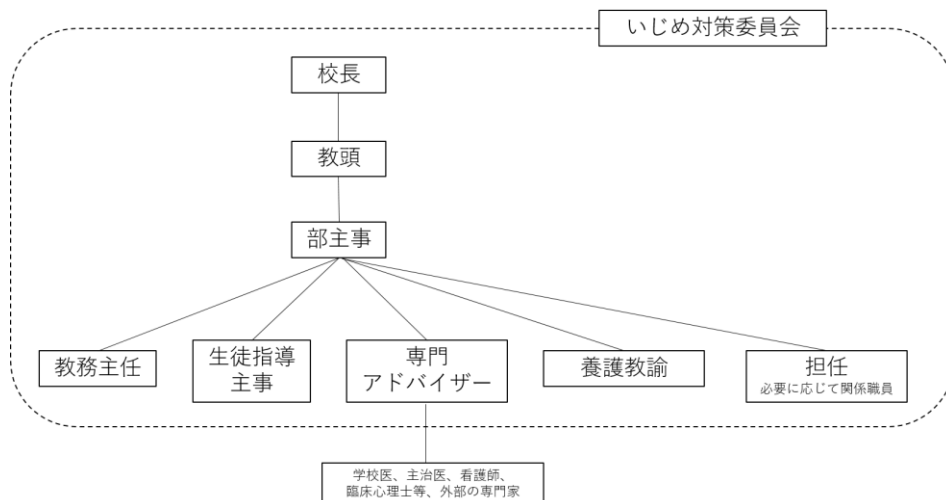 いじめ対策委員会
校長
教頭
部主事
教務主任
生徒指導
主事
専門
アドバイザー
養護教諭
担任
必要に応じて関係職員
学校医、主治医、看護師、
臨床心理士等、外部の専門家